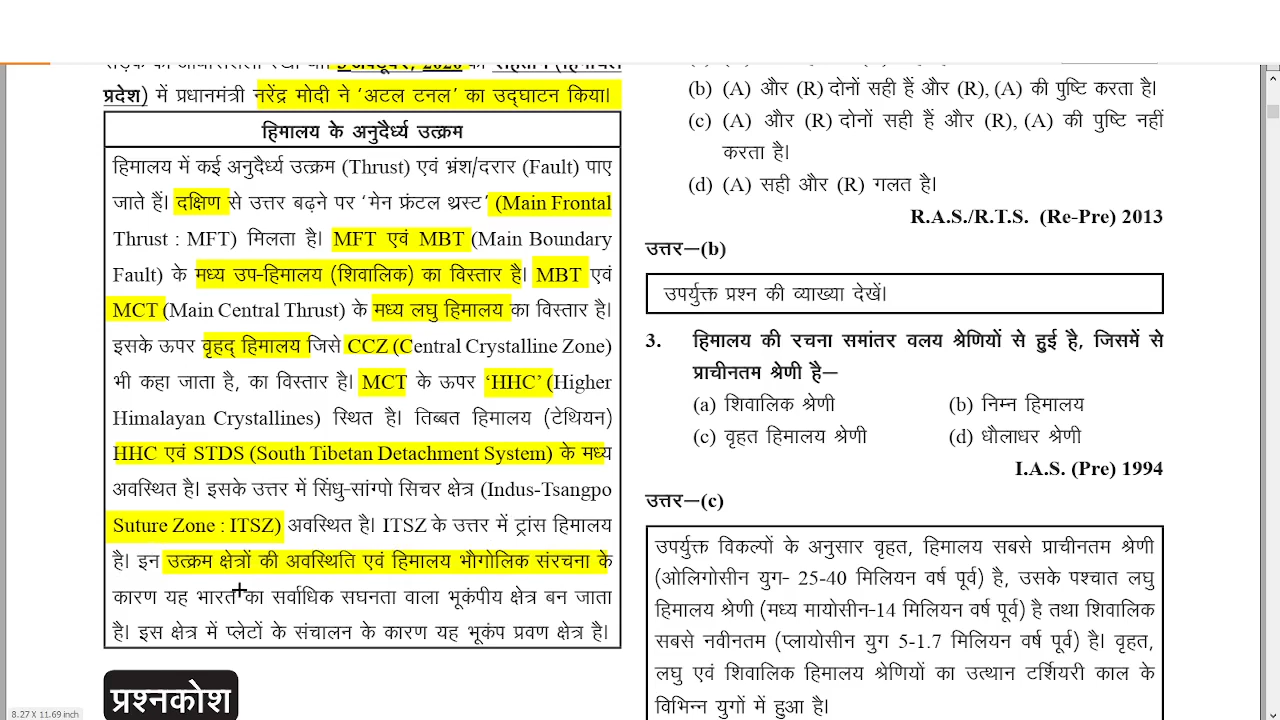 3 अक्टूबर, 2020 को
प्रदेश) में प्रधानमंत्री नरेंद्र मोदी ने ‘अटल टनल’ का उद्घाटन किया।
हिमालय के अनुदैर्ध्य उत्क्रम
हिमालय में कई अनुदैर्ध्य उत्क्रम (Thrust) एवं भ्रंश/दरार (Fault) पाए
जाते हैं। दक्षिण से उत्तर बढ़ने पर ‘मेन फ्रंटल थ्रस्ट’ (Main Frontal
Thrust : MFT) मिलता है। MFT एवं MBT (Main Boundary
Fault) के मध्य उप-हिमालय (शिवालिक) का विस्तार है। MBT एवं
MCT (Main Central Thrust) के मध्य लघु हिमालय का विस्तार है।
इसके ऊपर वृहद् हिमालय जिसे CCZ (Central Crystalline Zone)
भी कहा जाता है, का विस्तार है। MCT के ऊपर ‘HHC’ (Higher
Himalayan Crystallines) स्थित है। तिब्बत हिमालय (टेथियन)
HHC एवं STDS (South Tibetan Detachment System) के मध्य
अवस्थित है। इसके उत्तर में सिंधु-सांग्पो सिचर क्षेत्र (Indus-Tsangpo
Suture Zone : ITSZ) अवस्थित है। ITSZ के उत्तर में ट्रांस हिमालय
है। इन उत्क्रम क्षेत्रों की अवस्थिति एवं हिमालय भौगोलिक संरचना के
कारण यह भारत का सर्वाधिक सघनता वाला भूकंपीय क्षेत्र बन जाता
है। इस क्षेत्र में प्लेटों के संचालन के कारण यह भूकंप प्रवण क्षेत्र है।
प्रश्नकोश
(b) (A) और (R) दोनों सही हैं और (R), (A) की पुष्टि करता है।
(c) (A) और (R) दोनों सही हैं और (R), (A) की पुष्टि नहीं
करता है।
(d) (A) सही और (R) गलत है।
R.A.S./R.T.S. (Re-Pre) 2013
उत्तर–(b)
उपर्युक्त प्रश्न की व्याख्या देखें।
3. हिमालय की रचना समांतर वलय श्रेणियों से हुई है, जिसमें से
प्राचीनतम श्रेणी है–
(a) शिवालिक श्रेणी (b) निम्न हिमालय
(c) वृहत हिमालय श्रेणी (d) धौलाधर श्रेणी
I.A.S. (Pre) 1994
उत्तर–(c)
उपर्युक्त विकल्पों के अनुसार वृहत, हिमालय सबसे प्राचीनतम श्रेणी
(ओलिगोसीन युग- 25-40 मिलियन वर्ष पूर्व) है, उसके पश्चात लघु
हिमालय श्रेणी (मध्य मायोसीन-14 मिलियन वर्ष पूर्व) है तथा शिवालिक
सबसे नवीनतम (प्लायोसीन युग 5-1.7 मिलियन वर्ष पूर्व) है। वृहत,
लघु एवं शिवालिक हिमालय श्रेणियों का उत्थान टर्शियरी काल के
विभिन्न युगों में हुआ है।
8.27 X 11.69 inch